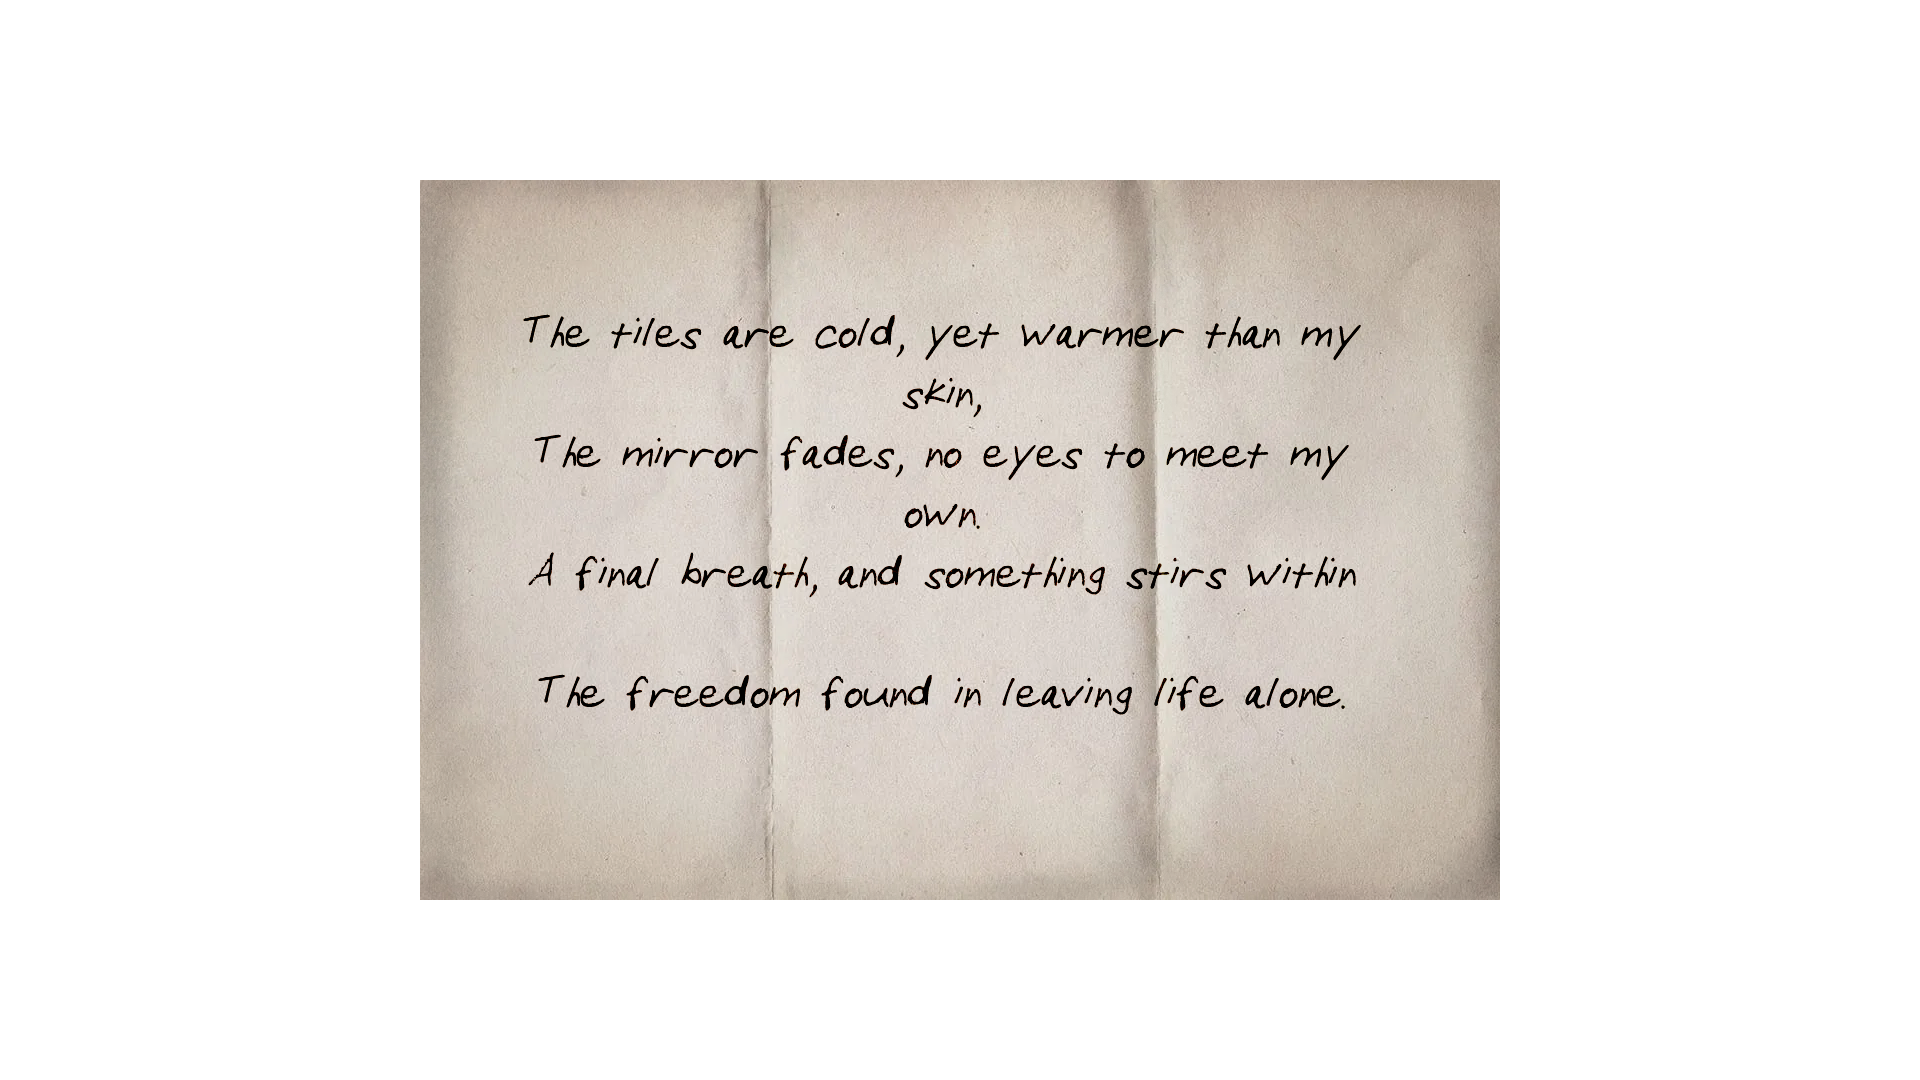 The tiles are cold, yet warmer than my
skin,
The mirror fades, no eyes to meet my
own.
A final breath, and something stirs within
The freedom found in leaving life alone.